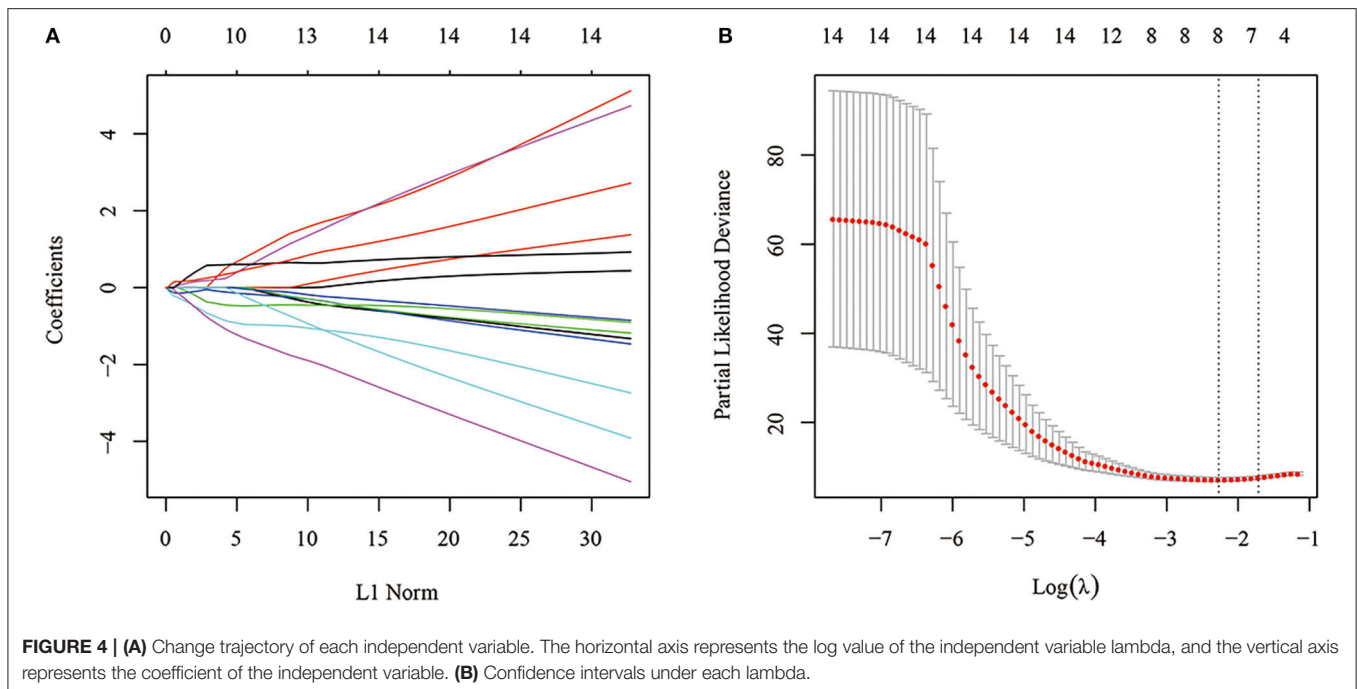 A
0 10 13 14 14 14 14
4
2
0
−2
−4
Coefficients
0 5 10 15 20 25 30
L1 Norm
B
14 14 14 14 14 14 12 8 8 8 7 4
80
60
40
20
Partial Likelihood Deviance
−7 −6 −5 −4 −3 −2 −1
Log(λ)
FIGURE 4 | (A) Change trajectory of each independent variable. The horizontal axis represents the log value of the independent variable lambda, and the vertical axis
represents the coefficient of the independent variable. (B) Confidence intervals under each lambda.